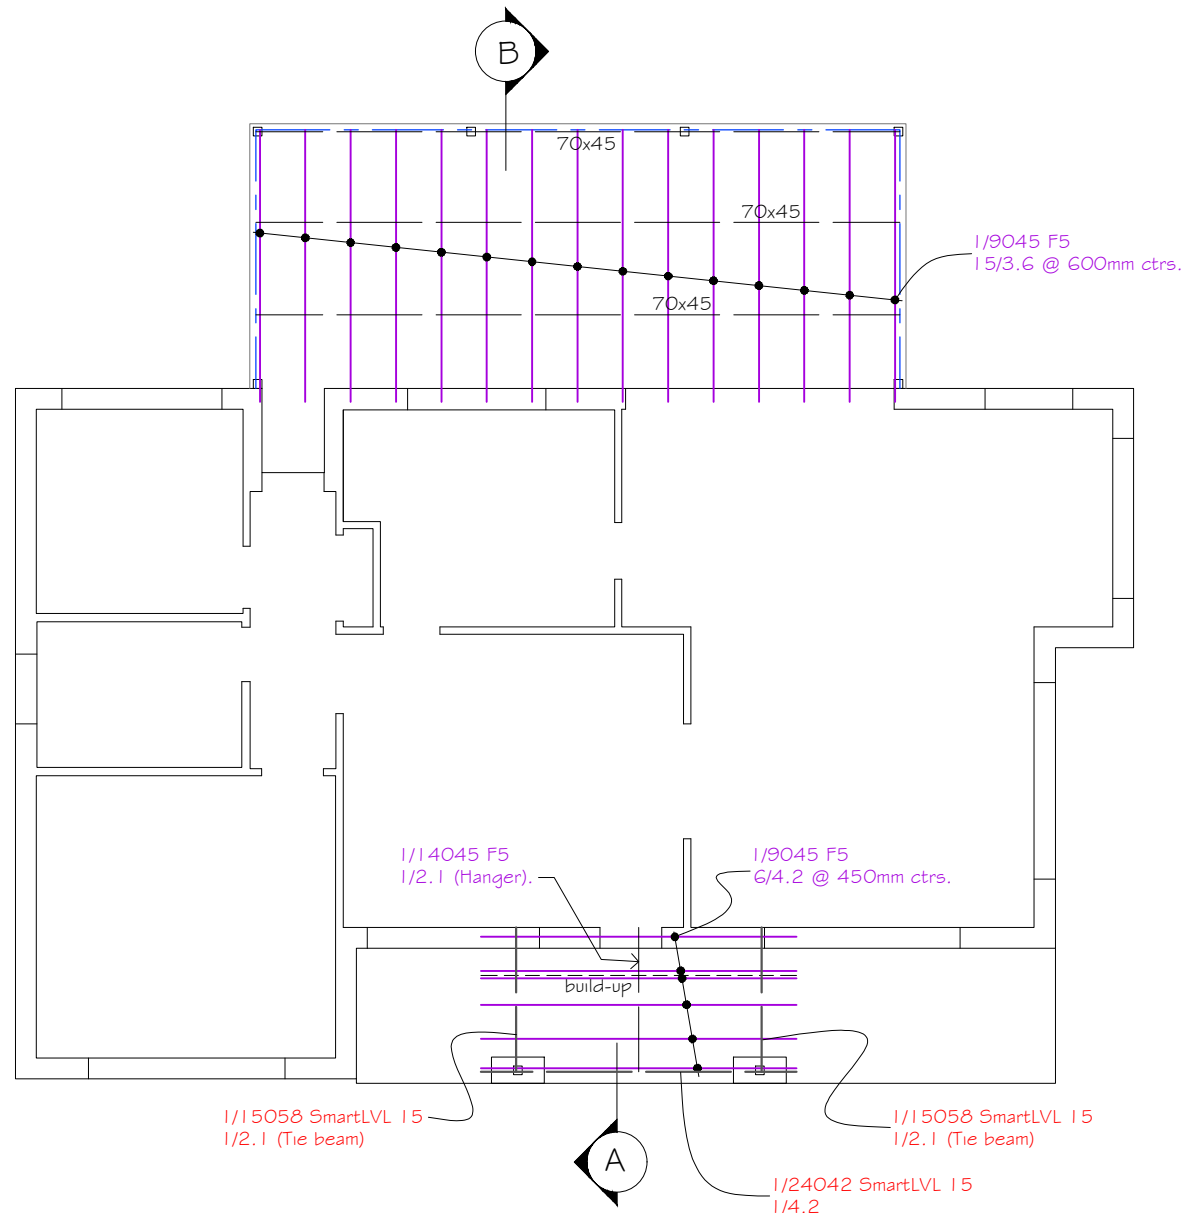 B
70x45
70x45
1/9045 F5
15/3.6 @ 600mm ctrs.
70x45
1/14045 F5
1/2.1 (Hanger).
1/9045 F5
6/4.2 @ 450mm ctrs.
build-up
1/15058 SmartLVL 15
1/2.1 (Tie beam)
1/15058 SmartLVL 15
1/2.1 (Tie beam)
A
1/24042 SmartLVL 15
1/4.2